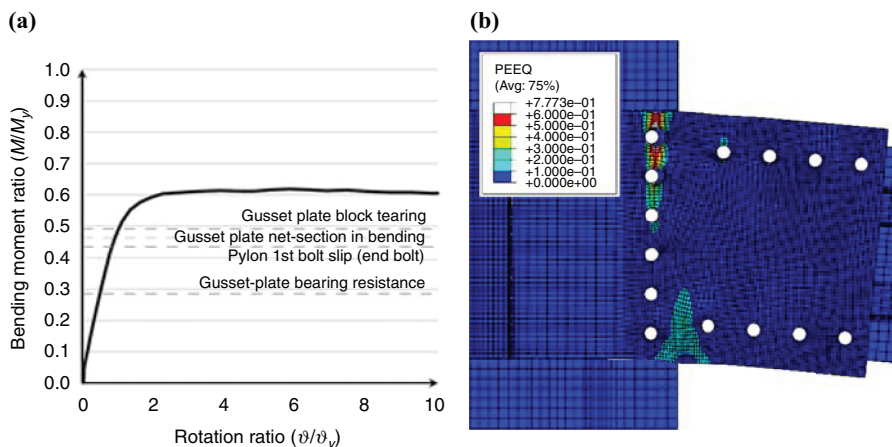 (a)
Bending moment ratio (M/My)
1.0
0.9
0.8
0.7
0.6
0.5
0.4
0.3
0.2
0.1
0.0
Gusset plate block tearing
Gusset plate net-section in bending
Pylon 1st bolt slip (end bolt)
Gusset-plate bearing resistance
0 2 4 6 8 10
Rotation ratio (ϑ/ϑy)
(b)
PEEQ
(Avg: 75%)
+7.773e−01
+6.000e−01
+5.000e−01
+4.000e−01
+3.000e−01
+2.000e−01
+1.000e−01
+0.000e+00